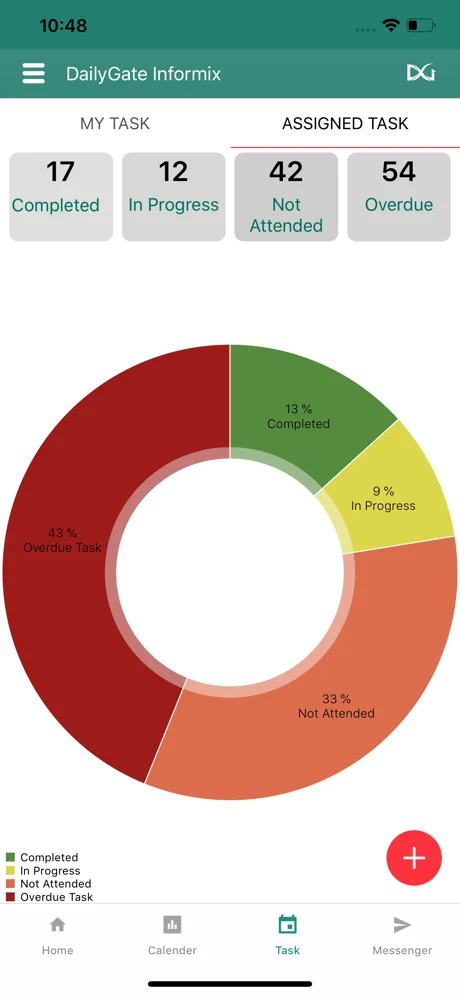 10:48
DailyGate Informix
MY TASK
ASSIGNED TASK
17
Completed
12
In Progress
42
Not
Attended
54
Overdue
13 %
Completed
9 %
In Progress
43 %
Overdue Task
33 %
Not Attended
Completed
In Progress
Not Attended
Overdue Task
Home
Calender
Task
Messenger